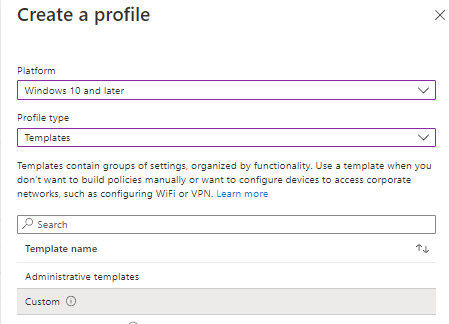 Create a profile
Platform
Windows 10 and later
Profile type
Templates
Templates contain groups of settings, organized by functionality. Use a template when you
don't want to build policies manually or want to configure devices to access corporate
networks, such as configuring WiFi or VPN. Learn more
Search
Template name
Administrative templates
Custom